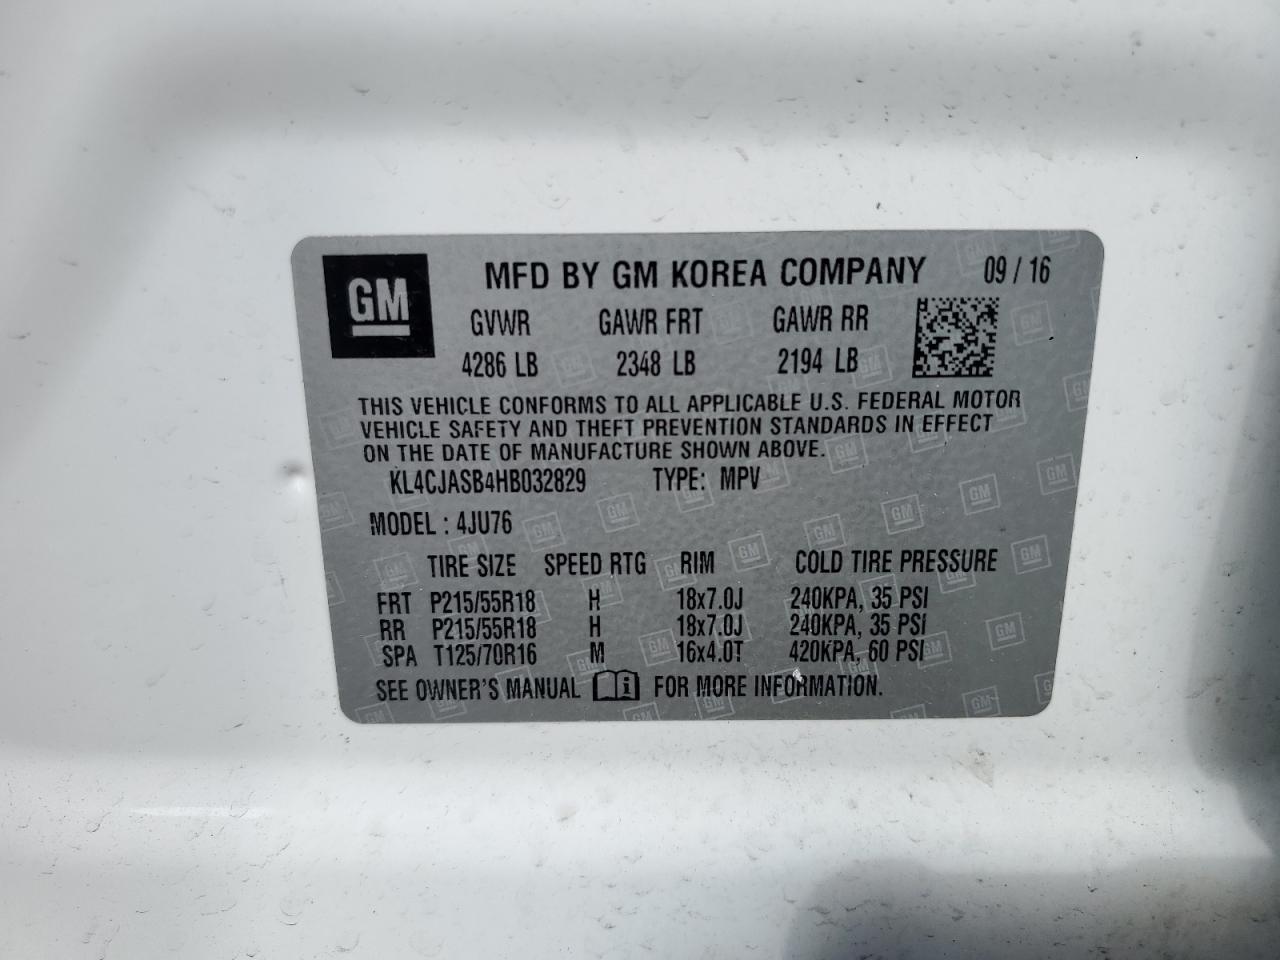 GM MFD BY GM KOREA COMPANY 09 / 16
GVWR GAWR FRT GAWR RR
4286 LB 2348 LB 2194 LB
THIS VEHICLE CONFORMS TO ALL APPLICABLE U.S. FEDERAL MOTOR
VEHICLE SAFETY AND THEFT PREVENTION STANDARDS IN EFFECT
ON THE DATE OF MANUFACTURE SHOWN ABOVE.
KL4CJASB4HB032829 TYPE: MPV
MODEL : 4JU76
TIRE SIZE SPEED RTG RIM COLD TIRE PRESSURE
FRT P215/55R18 H 18x7.0J 240KPA, 35 PSI
RR P215/55R18 H 18x7.0J 240KPA, 35 PSI
SPA T125/70R16 M 16x4.0T 420KPA, 60 PSI
SEE OWNER'S MANUAL i FOR MORE INFORMATION.